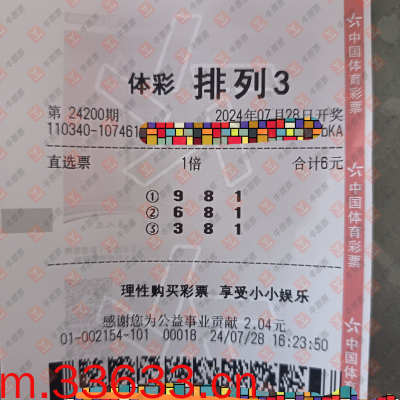 体彩 排列3
第 24200期 2024年07月28日开奖
110340-107461 bKA
直选票 1倍 合计6元
① 9 8 1
② 6 8 1
③ 3 8 1
理性购买彩票 享受小小娱乐
感谢您为公益事业贡献 2.04元
01-002154-101 0001B 24/07/28 16:23:50
m.33633.cn
中国体育彩票
中国体育彩票
中国体育彩票